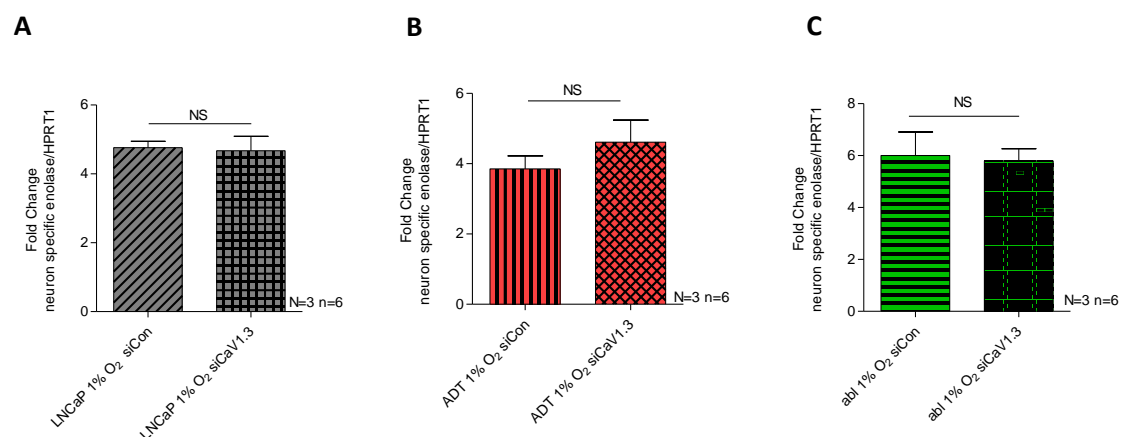 A
Fold Change
neuron specific enolase/HPRT1
6
4
2
0
NS
N=3 n=6
LNCaP 1% O₂ siCon
LNCaP 1% O₂ siCaV1.3
B
Fold Change
neuron specific enolase/HPRT1
6
4
2
0
NS
N=3 n=6
ADT 1% O₂ siCon
ADT 1% O₂ siCaV1.3
C
Fold Change
neuron specific enolase/HPRT1
8
6
4
2
0
NS
N=3 n=6
abl 1% O₂ siCon
abl 1% O₂ siCaV1.3